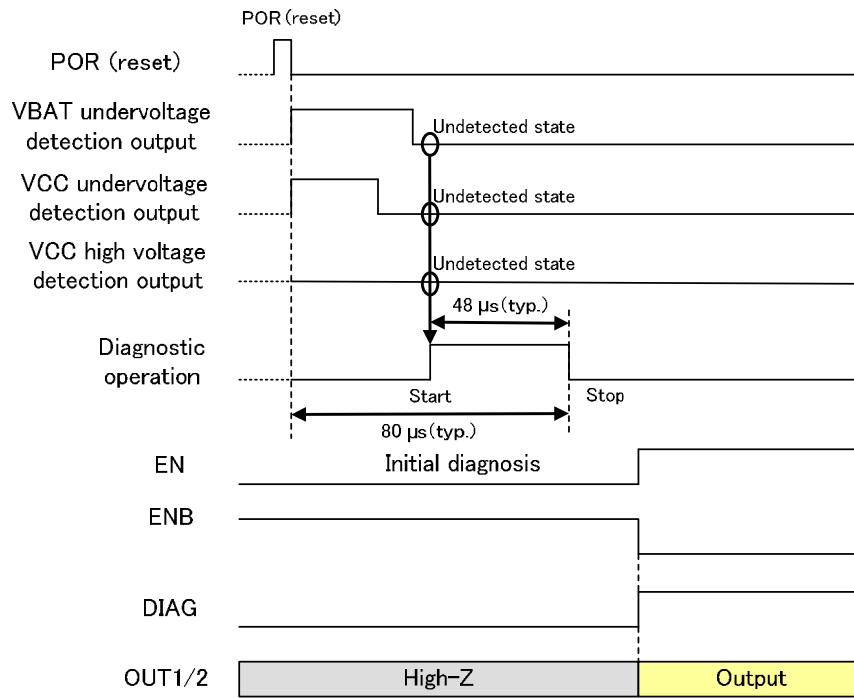 POR (reset)
POR (reset)
VBAT undervoltage
detection output
Undetected state
VCC undervoltage
detection output
Undetected state
VCC high voltage
detection output
Undetected state
48 μs(typ.)
Diagnostic
operation
Start
Stop
80 μs(typ.)
EN
Initial diagnosis
ENB
DIAG
OUT1/2
High-Z
Output